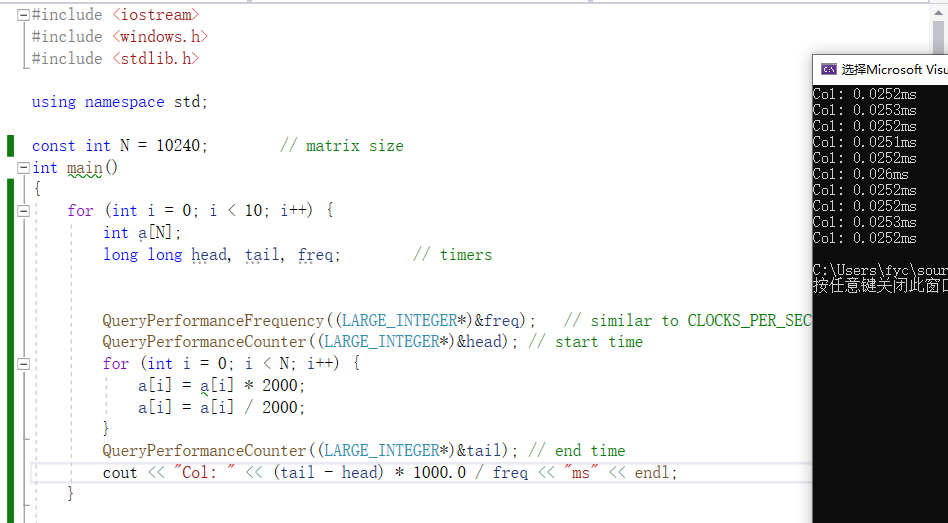 #include <iostream>
#include <windows.h>
#include <stdlib.h>
using namespace std;
const int N = 10240; // matrix size
int main()
{
for (int i = 0; i < 10; i++) {
int a[N];
long long head, tail, freq; // timers
QueryPerformanceFrequency((LARGE_INTEGER*)&freq); // similar to CLOCKS_PER_SEC
QueryPerformanceCounter((LARGE_INTEGER*)&head); // start time
for (int i = 0; i < N; i++) {
a[i] = a[i] * 2000;
a[i] = a[i] / 2000;
}
QueryPerformanceCounter((LARGE_INTEGER*)&tail); // end time
cout << "Col: " << (tail - head) * 1000.0 / freq << "ms" << endl;
}
选择Microsoft Visu
Col: 0.0252ms
Col: 0.0253ms
Col: 0.0252ms
Col: 0.0251ms
Col: 0.0252ms
Col: 0.026ms
Col: 0.0252ms
Col: 0.0252ms
Col: 0.0253ms
Col: 0.0252ms
C:\Users\fyc\sour
按任意键关闭此窗口